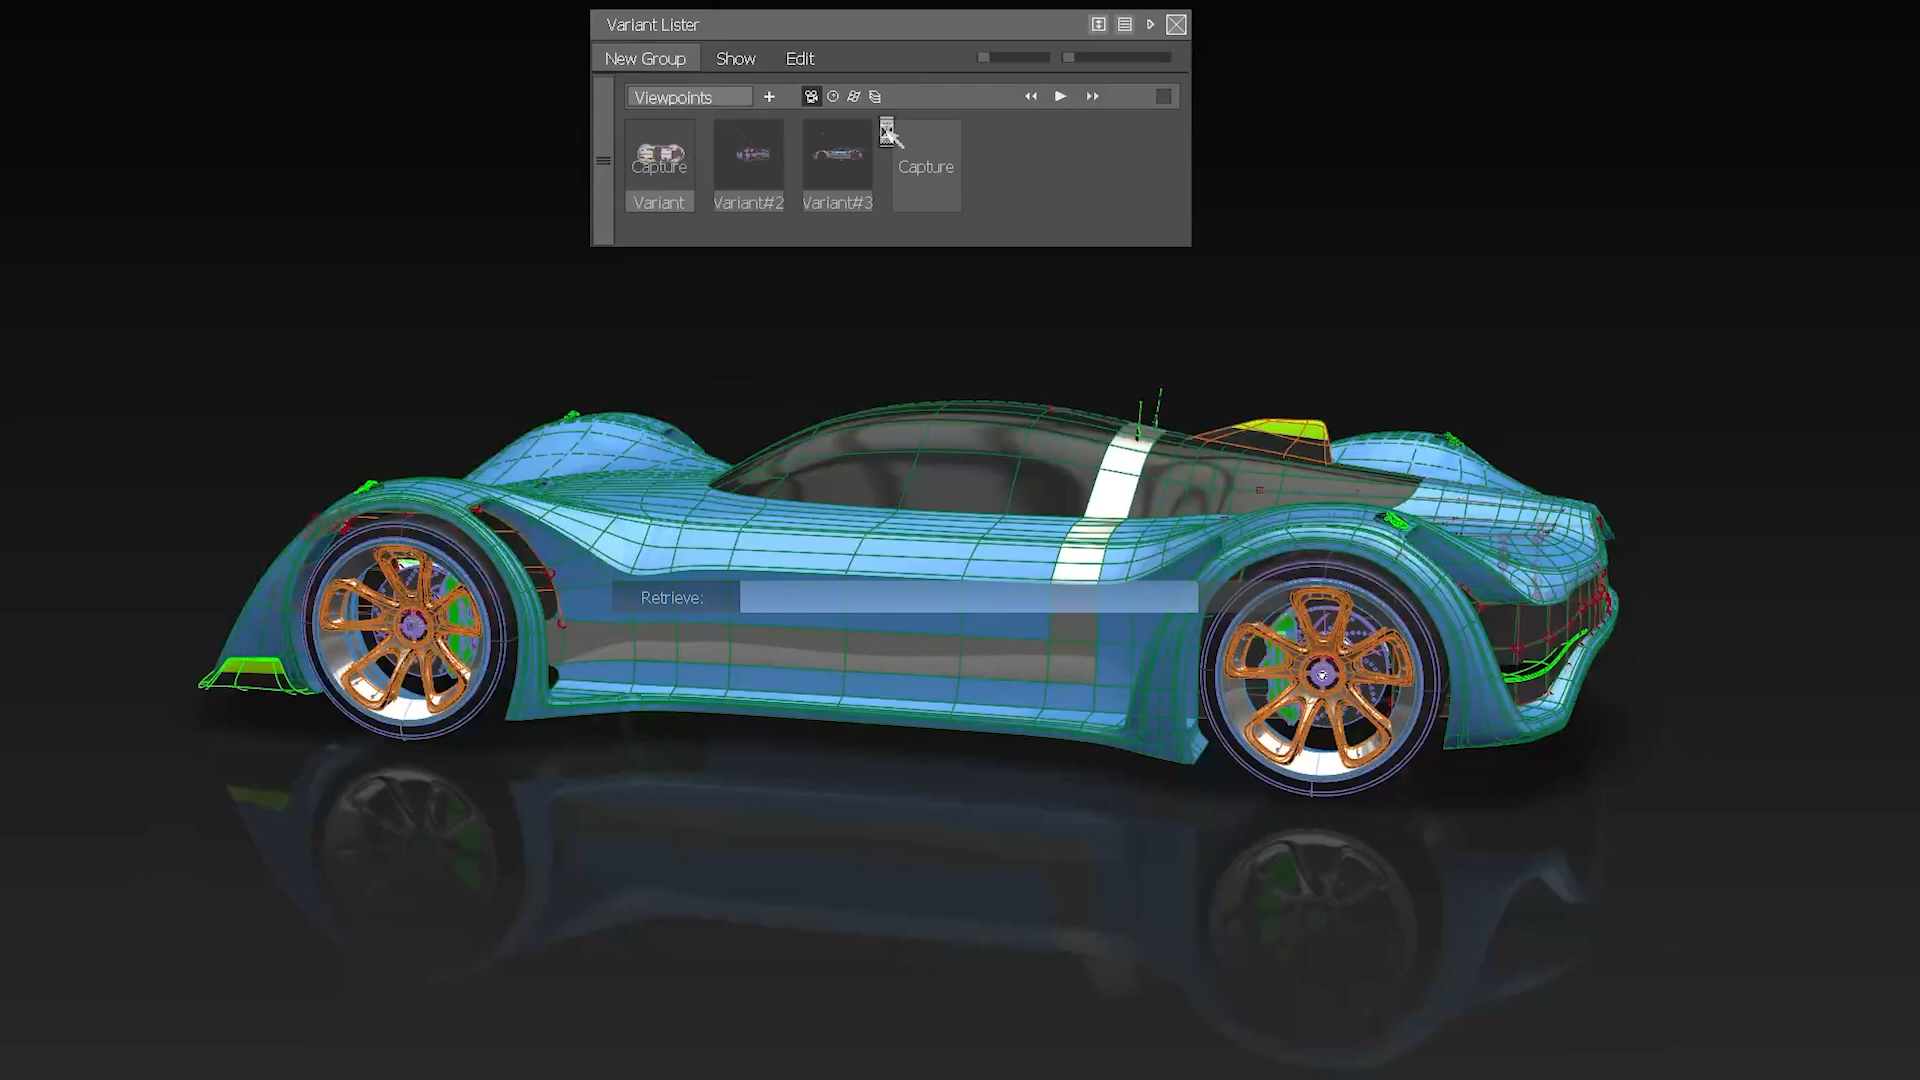 Variant Lister
New Group Show Edit
Viewpoints
Capture
Capture
Variant Variant#2 Variant#3
Retrieve: